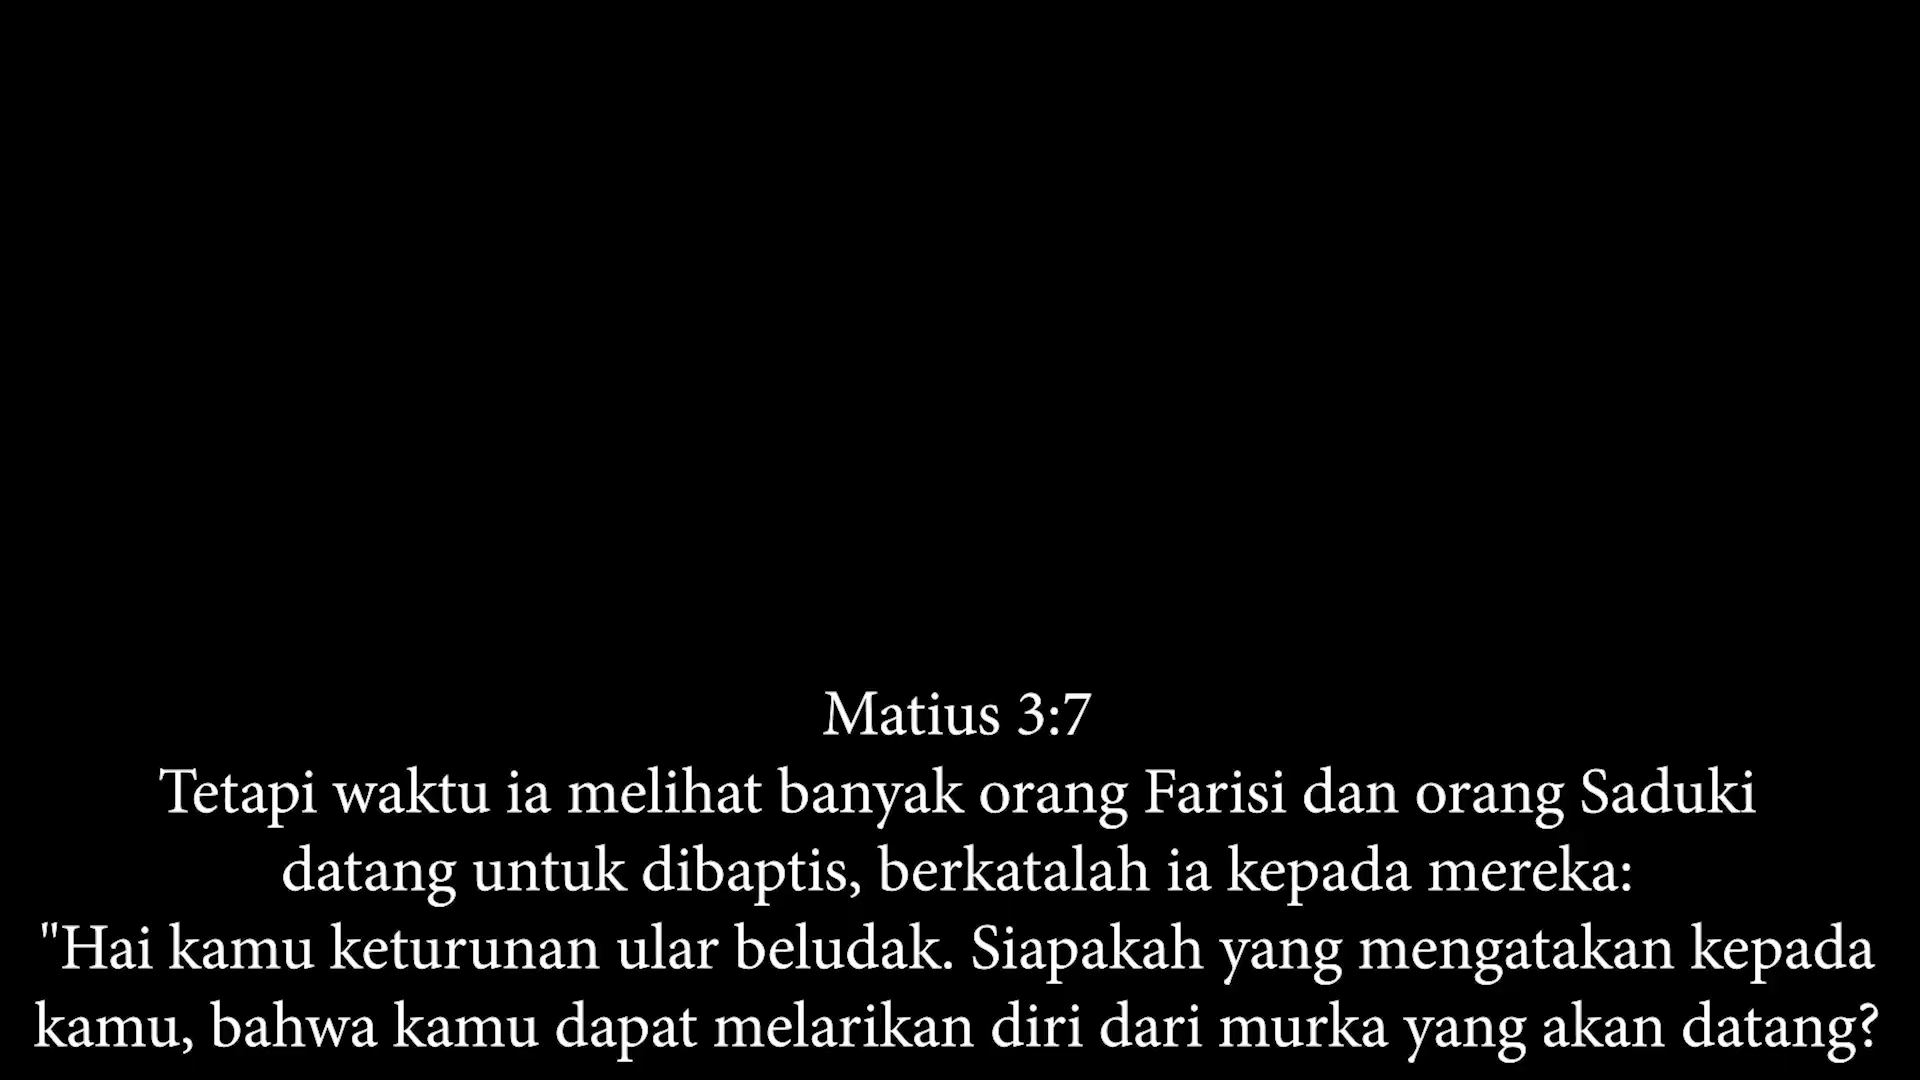 Matius 3:7
Tetapi waktu ia melihat banyak orang Farisi dan orang Saduki
datang untuk dibaptis, berkatalah ia kepada mereka:
"Hai kamu keturunan ular beludak. Siapakah yang mengatakan kepada
kamu, bahwa kamu dapat melarikan diri dari murka yang akan datang?